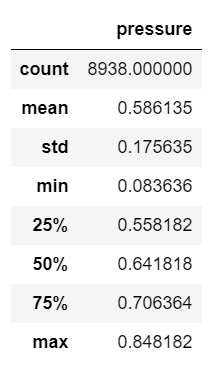 pressure
count 8938.000000
mean 0.586135
std 0.175635
min 0.083636
25% 0.558182
50% 0.641818
75% 0.706364
max 0.848182